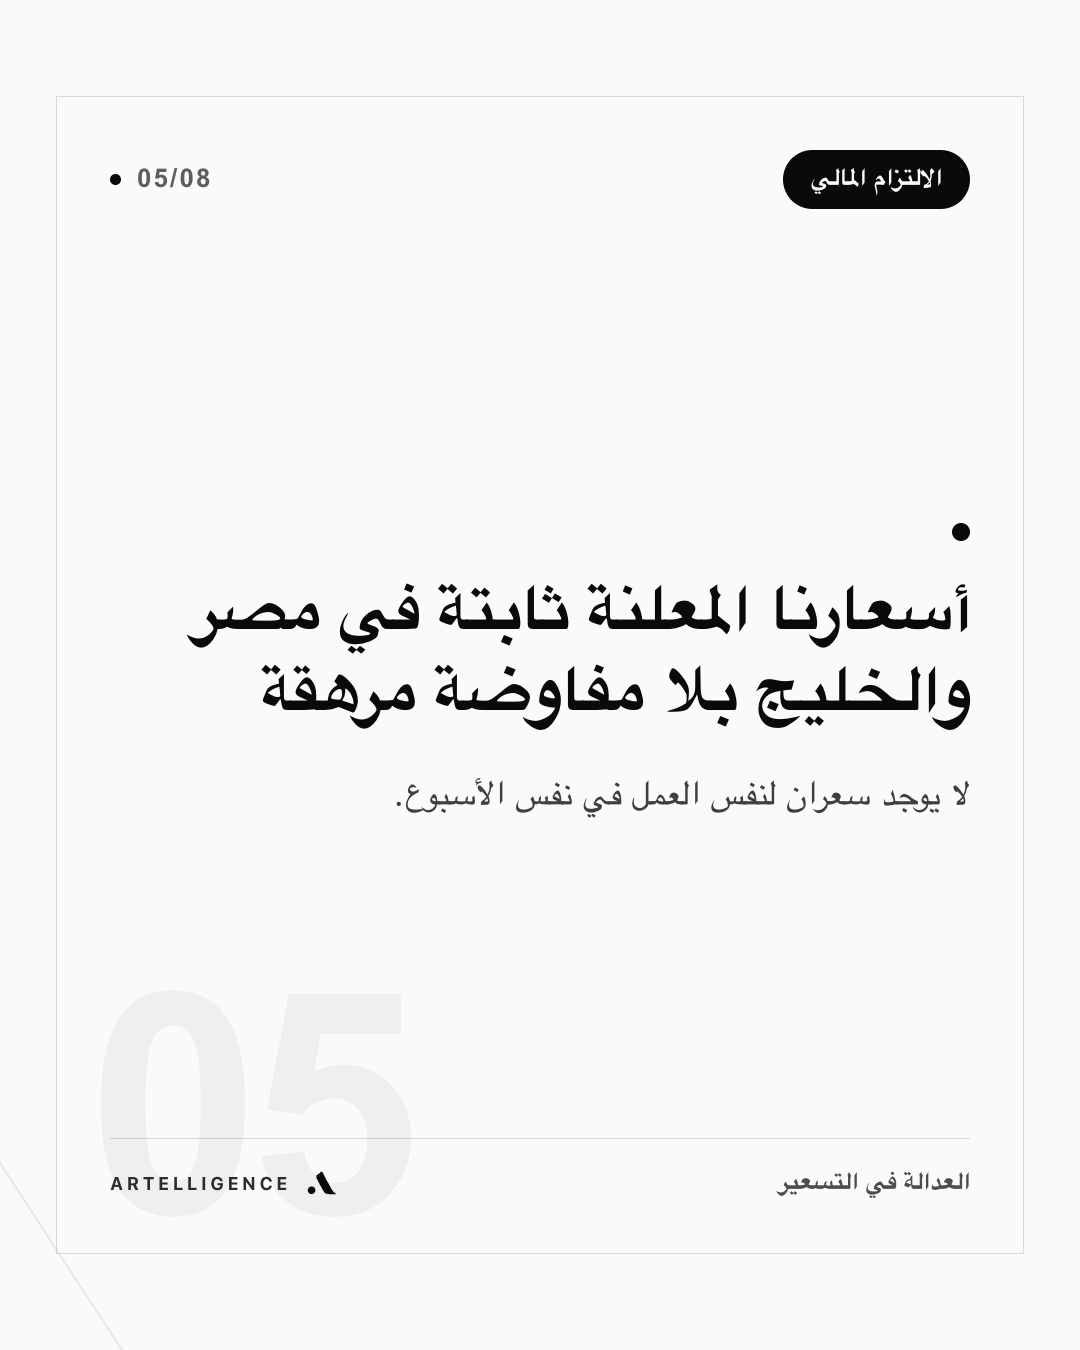 الالتزام المالي
05/08
أسعارنا المعلنة ثابتة في مصر
والخليج بلا مفاوضة مرهقة
لا يوجد سعران لنفس العمل في نفس الأسبوع.
05
العدالة في التسعير
ARTELLIGENCE